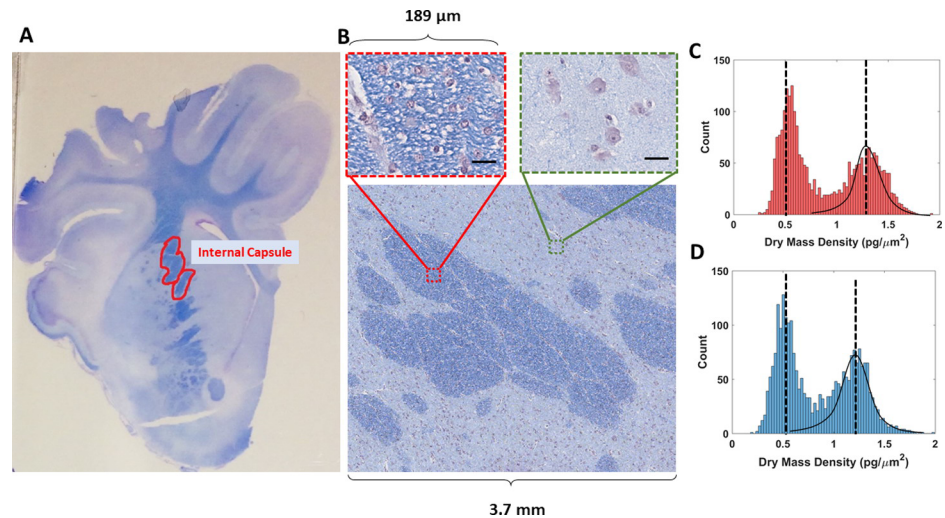 189 µm
A
B
C
Internal Capsule
150
100
50
0
Count
0
0.5
1
1.5
2
Dry Mass Density (pg/μm²)
D
150
100
50
0
Count
0
0.5
1
1.5
2
Dry Mass Density (pg/μm²)
3.7 mm